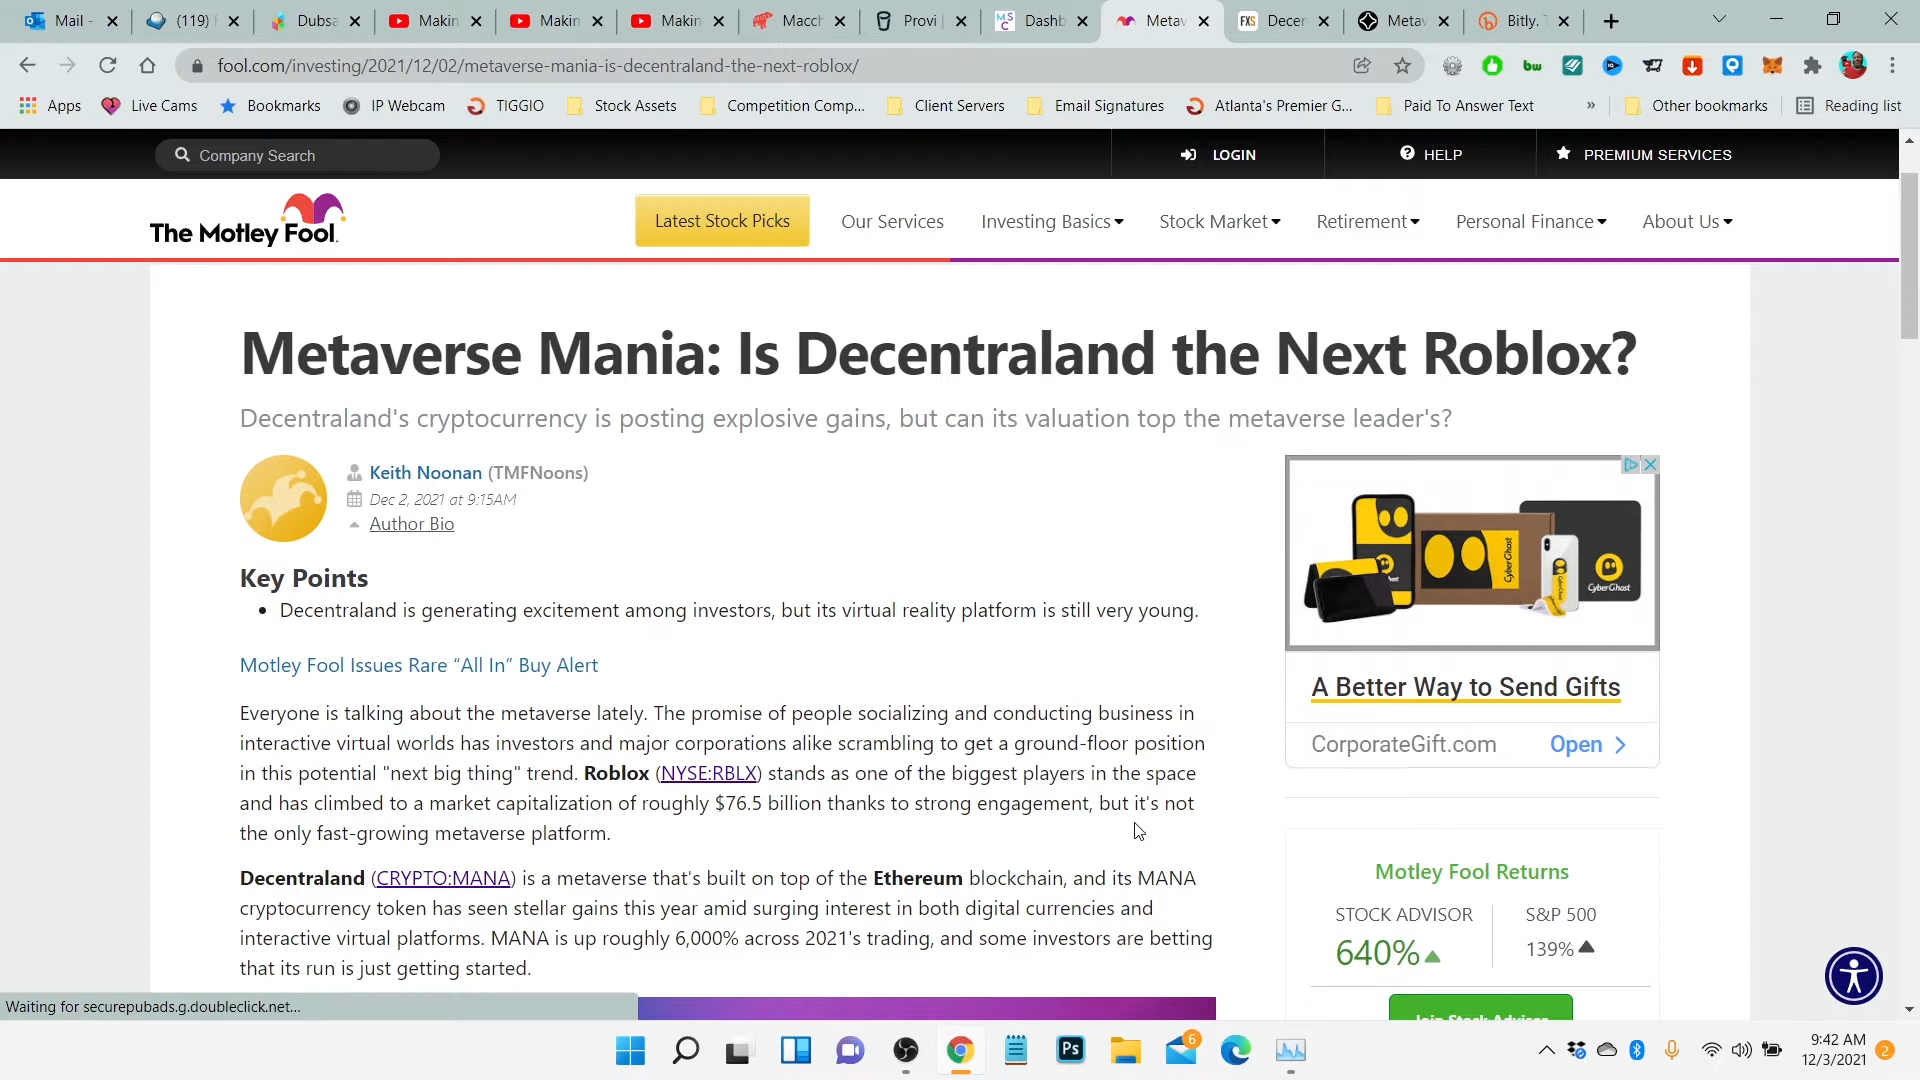 Mail -
(119)
Dubsa
Makin
Makin
Makin
Macch
Provi |
Dashb
Metav
Decen
Metav
Bitly. T
fool.com/investing/2021/12/02/metaverse-mania-is-decentraland-the-next-roblox/
Apps
Live Cams
Bookmarks
IP Webcam
TIGGIO
Stock Assets
Competition Comp...
Client Servers
Email Signatures
Atlanta's Premier G...
Paid To Answer Text
»
Other bookmarks
Reading list
Company Search
LOGIN
HELP
PREMIUM SERVICES
The Motley Fool.
Latest Stock Picks
Our Services
Investing Basics
Stock Market
Retirement
Personal Finance
About Us
Metaverse Mania: Is Decentraland the Next Roblox?
Decentraland's cryptocurrency is posting explosive gains, but can its valuation top the metaverse leader's?
Keith Noonan (TMFNoons)
Dec 2, 2021 at 9:15AM
Author Bio
Key Points
• Decentraland is generating excitement among investors, but its virtual reality platform is still very young.
Motley Fool Issues Rare “All In” Buy Alert
Everyone is talking about the metaverse lately. The promise of people socializing and conducting business in
interactive virtual worlds has investors and major corporations alike scrambling to get a ground-floor position
in this potential "next big thing" trend. Roblox (NYSE:RBLX) stands as one of the biggest players in the space
and has climbed to a market capitalization of roughly $76.5 billion thanks to strong engagement, but it's not
the only fast-growing metaverse platform.
Decentraland (CRYPTO:MANA) is a metaverse that's built on top of the Ethereum blockchain, and its MANA
cryptocurrency token has seen stellar gains this year amid surging interest in both digital currencies and
interactive virtual platforms. MANA is up roughly 6,000% across 2021's trading, and some investors are betting
that its run is just getting started.
CyberGhost
CyberGhost
A Better Way to Send Gifts
CorporateGift.com
Open
Motley Fool Returns
STOCK ADVISOR
S&P 500
640%
139%
Join Stock Advisor
Waiting for securepubads.g.doubleclick.net...
Ps
6
9:42 AM
12/3/2021
2